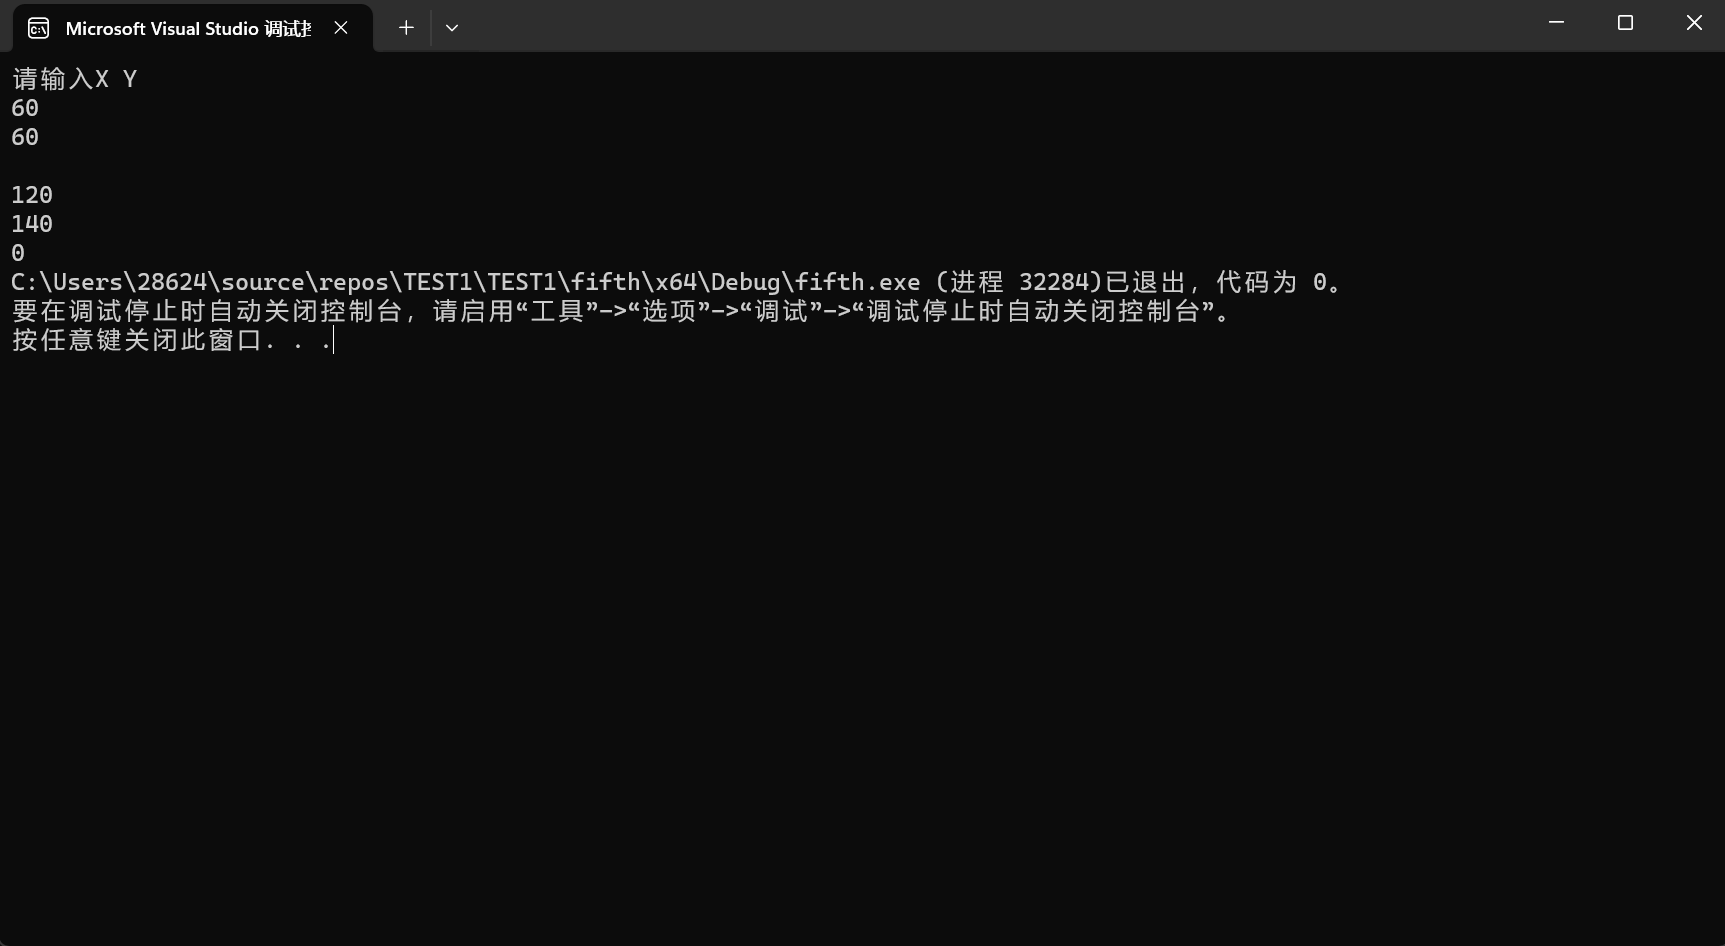 Microsoft Visual Studio 调试
请输入X Y
60
60
120
140
0
C:\Users\28624\source\repos\TEST1\TEST1\fifth\x64\Debug\fifth.exe (进程 32284)已退出，代码为 0。
要在调试停止时自动关闭控制台，请启用“工具”->“选项”->“调试”->“调试停止时自动关闭控制台”。
按任意键关闭此窗口. . .